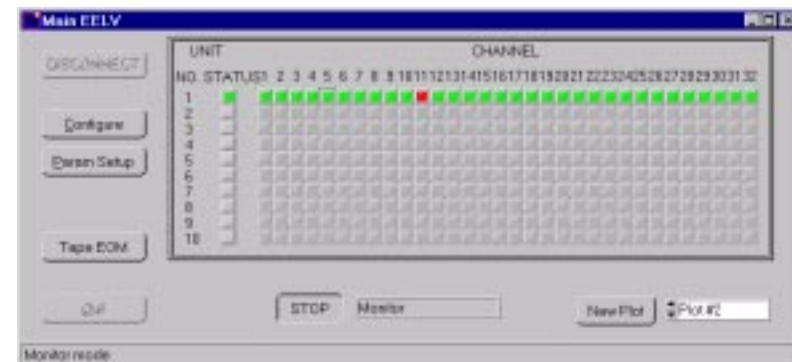 Main EELV
DISCONNECT
Configure
Param Setup
Tape EOM
Quit
UNIT CHANNEL
NO. STATUS 1 2 3 4 5 6 7 8 9 10 11 12 13 14 15 16 17 18 19 20 21 22 23 24 25 26 27 28 29 30 31 32
1
2
3
4
5
6
7
8
9
10
STOP Monitor New Plot Plot #2
Monitor mode